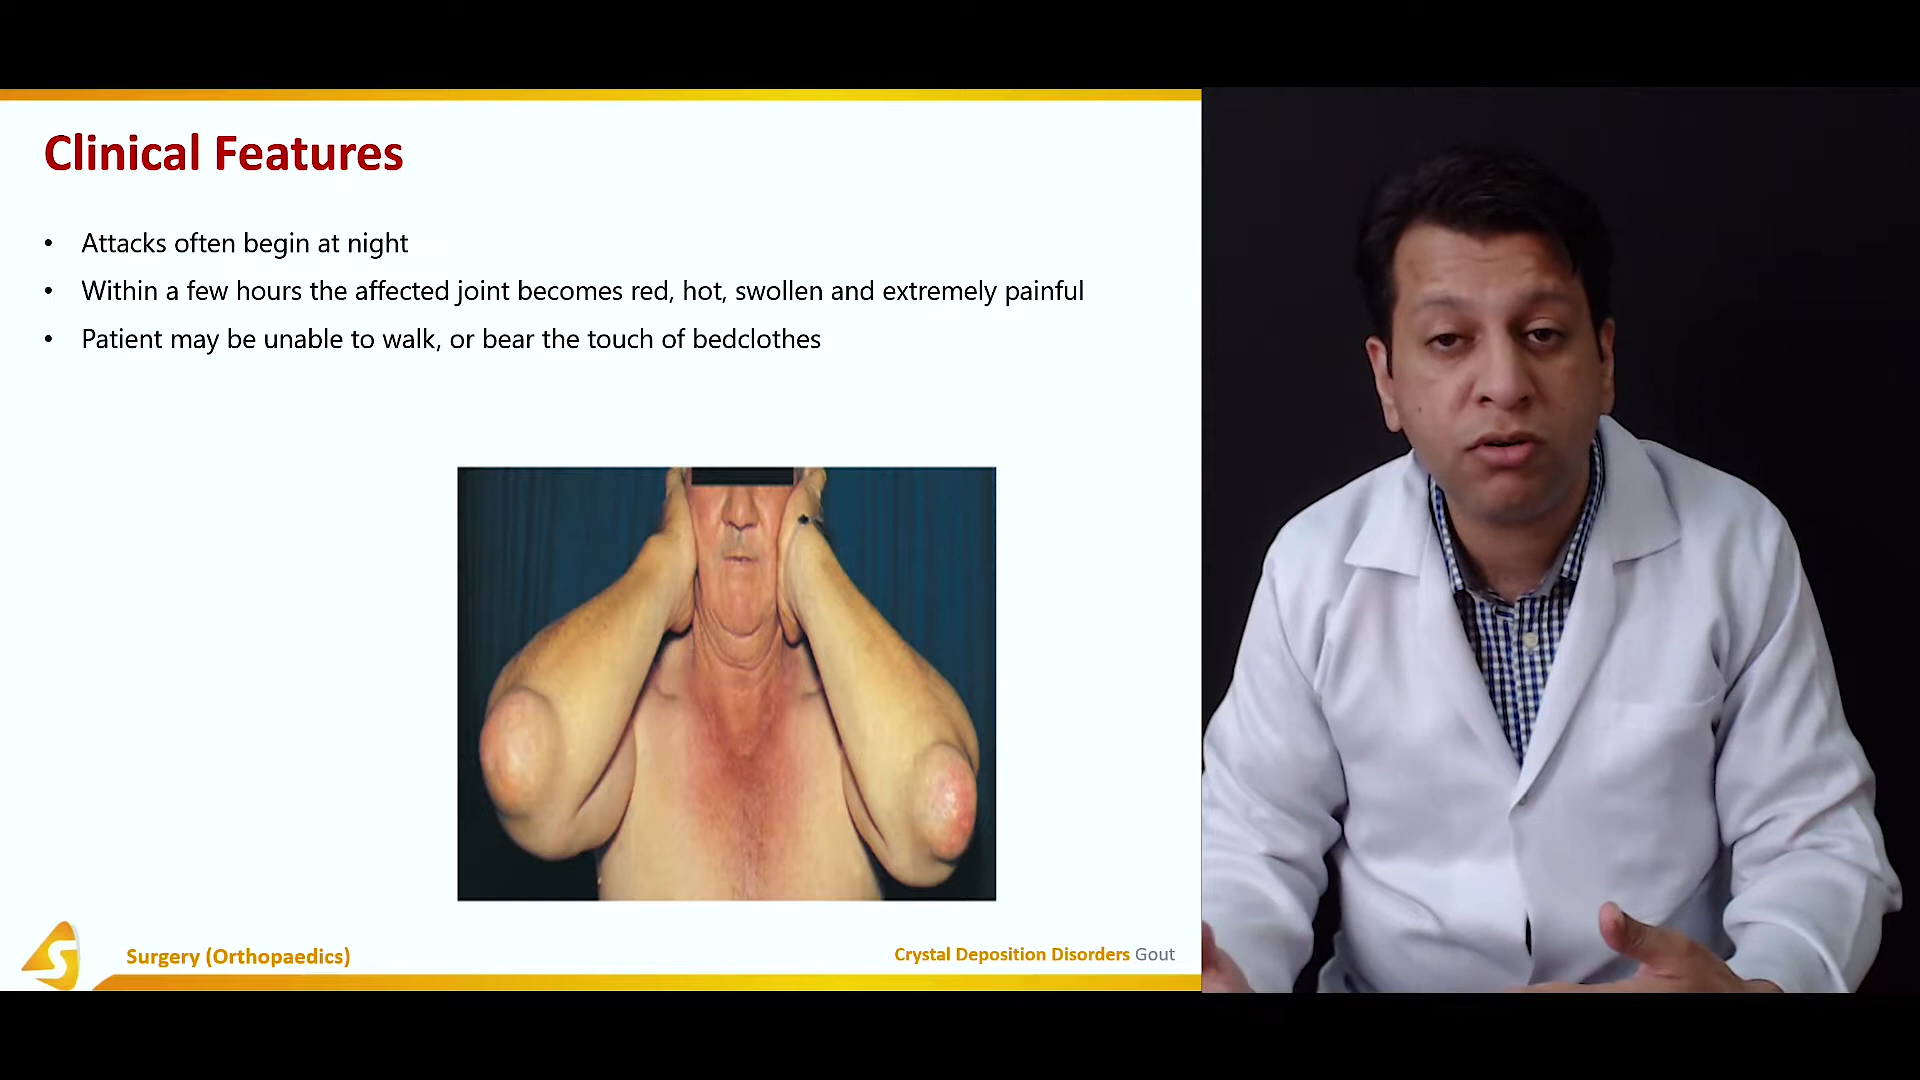 Clinical Features
• Attacks often begin at night
• Within a few hours the affected joint becomes red, hot, swollen and extremely painful
• Patient may be unable to walk, or bear the touch of bedclothes
S
Surgery (Orthopaedics)
Crystal Deposition Disorders Gout